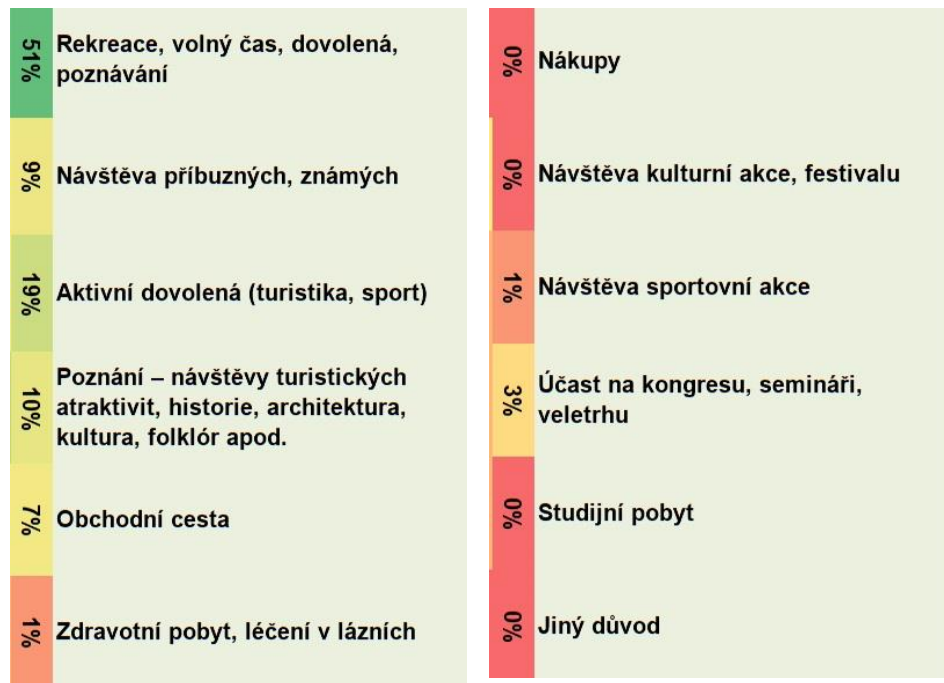 51%
Rekreace, volný čas, dovolená,
poznávání
9%
Návštěva příbuzných, známých
19%
Aktivní dovolená (turistika, sport)
10%
Poznání – návštěvy turistických
atraktivit, historie, architektura,
kultura, folklór apod.
7%
Obchodní cesta
1%
Zdravotní pobyt, léčení v lázních
0%
Nákupy
0%
Návštěva kulturní akce, festivalu
1%
Návštěva sportovní akce
3%
Účast na kongresu, semináři,
veletrhu
0%
Studijní pobyt
0%
Jiný důvod